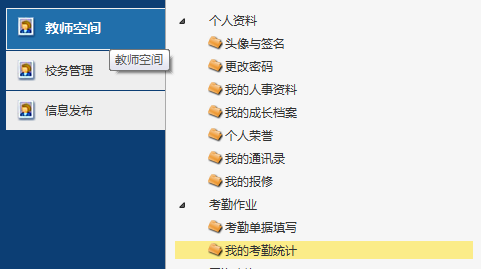 教师空间
教师空间
校务管理
信息发布
个人资料
头像与签名
更改密码
我的人事资料
我的成长档案
个人荣誉
我的通讯录
我的报修
考勤作业
考勤单据填写
我的考勤统计